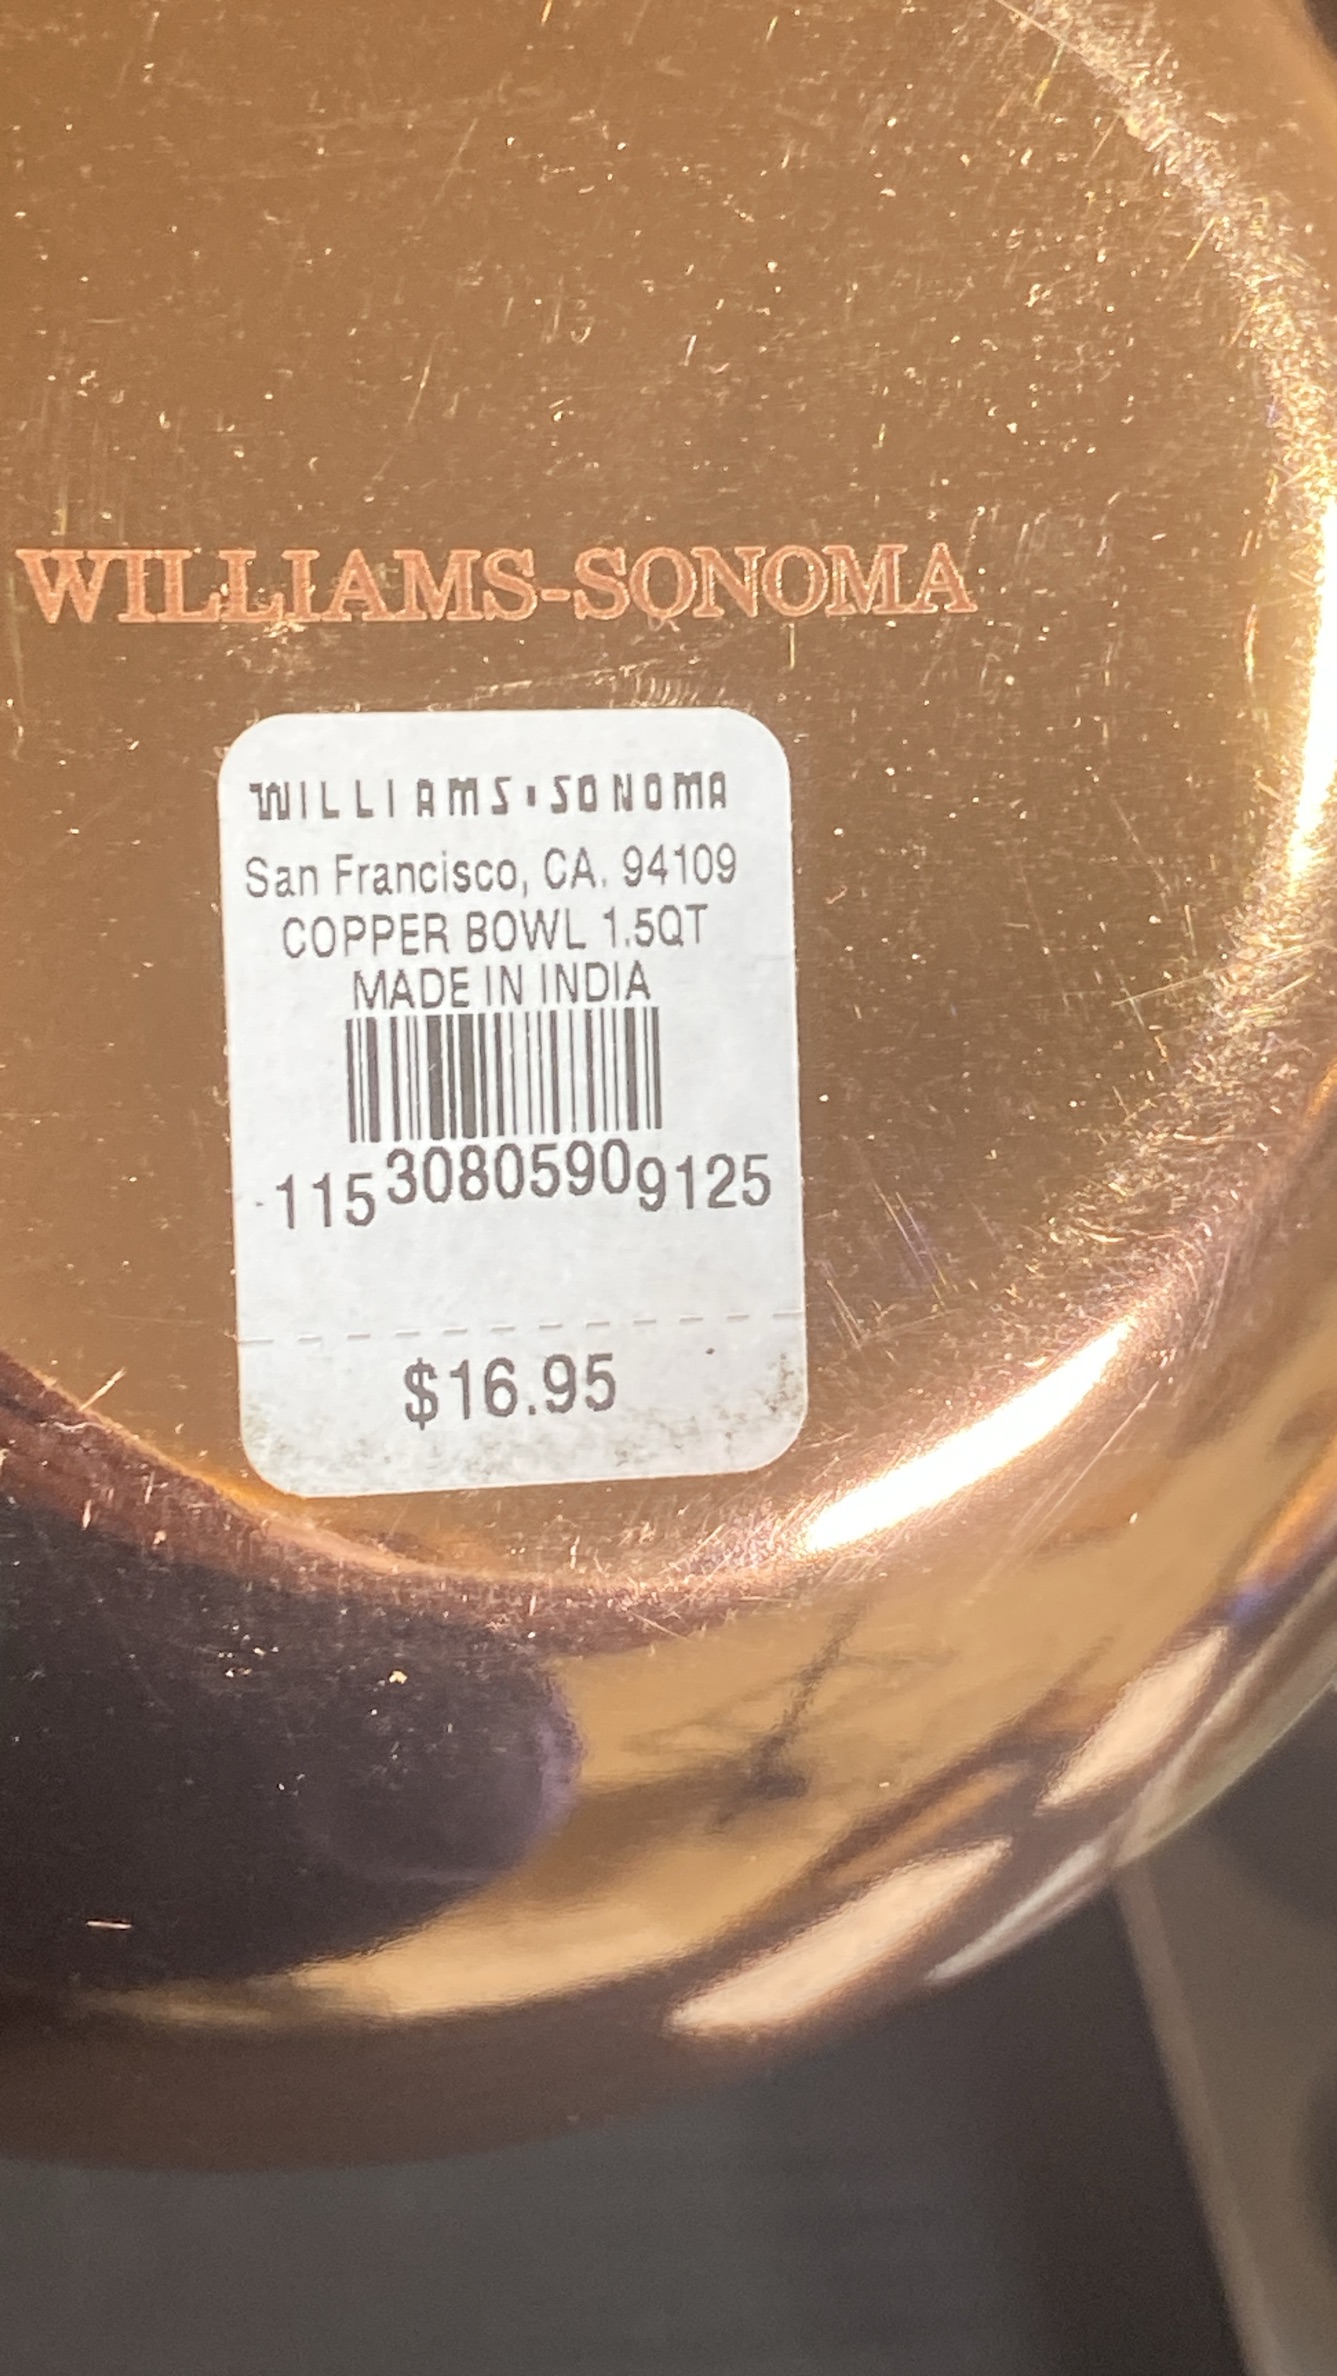 WILLIAMS-SONOMA
WILLIAMS·SONOMA
San Francisco, CA. 94109
COPPER BOWL 1.5QT
MADE IN INDIA
115 3080590 9125
$16.95